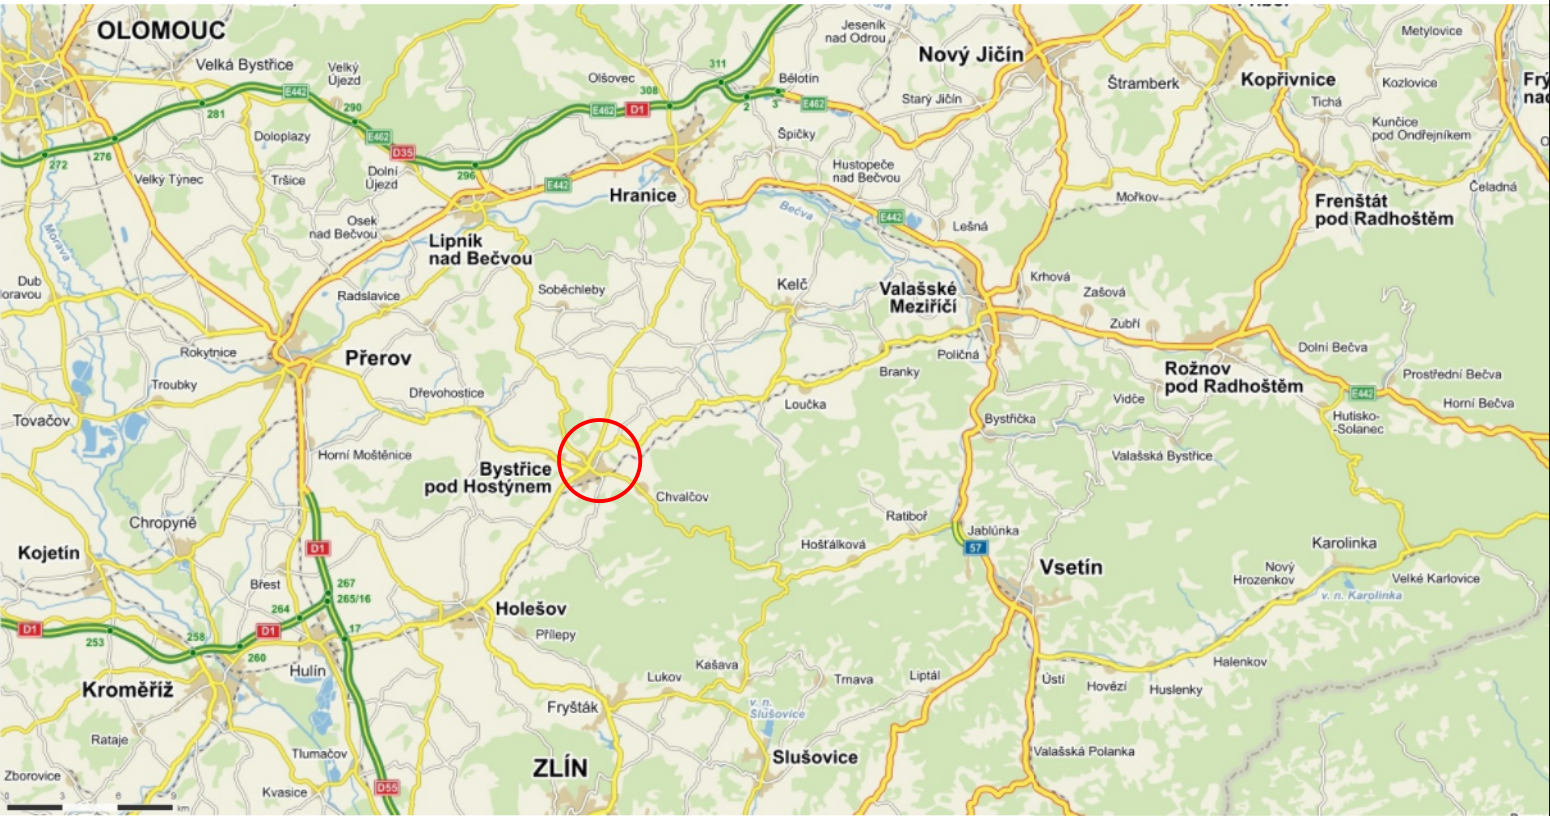 OLOMOUC
Velká Bystřice
Velký
Újezd
Olšovec
308
311
Bělotín
Jeseník
nad Odrou
Nový Jičín
Štramberk
Kopřivnice
Metylovice
Kozlovice
Tichá
Kunčice
pod Ondřejníkem
E442
290
281
E462
D1
2
3
E462
Starý Jičín
272
276
Doloplazy
E462
D35
Špičky
Velký Týnec
Tršice
Dolní
Újezd
296
E442
Hranice
Hustopeče
nad Bečvou
Mořkov
Čeladná
Frenštát
pod Radhoštěm
Morava
Osek
nad Bečvou
Lipník
nad Bečvou
Bečva
E442
Lešná
Dub
Radslavice
Soběchleby
Kelč
Valašské
Meziříčí
Krhová
Zašová
Zubří
Rokytnice
Přerov
Poličná
Branky
Rožnov
pod Radhoštěm
Dolní Bečva
Prostřední Bečva
E442
Horní Bečva
Troubky
Dřevohostice
Loučka
Vidče
Hutisko-
-Solanec
Tovačov
Bystřička
Horní Moštěnice
Bystřice
pod Hostýnem
Chvalčov
Valašská Bystřice
Chropyně
Ratiboř
Jablůnka
Kojetín
D1
Hošťálková
57
Vsetín
Karolinka
Nový
Hrozenkov
Velké Karlovice
v. n. Karolinka
Břest
267
265/16
264
Holešov
D1
253
258
D1
260
17
Přílepy
Hulín
Kašava
Lukov
Trnava
Liptál
Ústí
Hovězí
Huslenky
Halenkov
Kroměříž
Fryšták
v. n.
Slušovice
Rataje
Tlumačov
ZLÍN
Slušovice
Valašská Polanka
Zborovice
Kvasice
D55
0 3 6 9 km